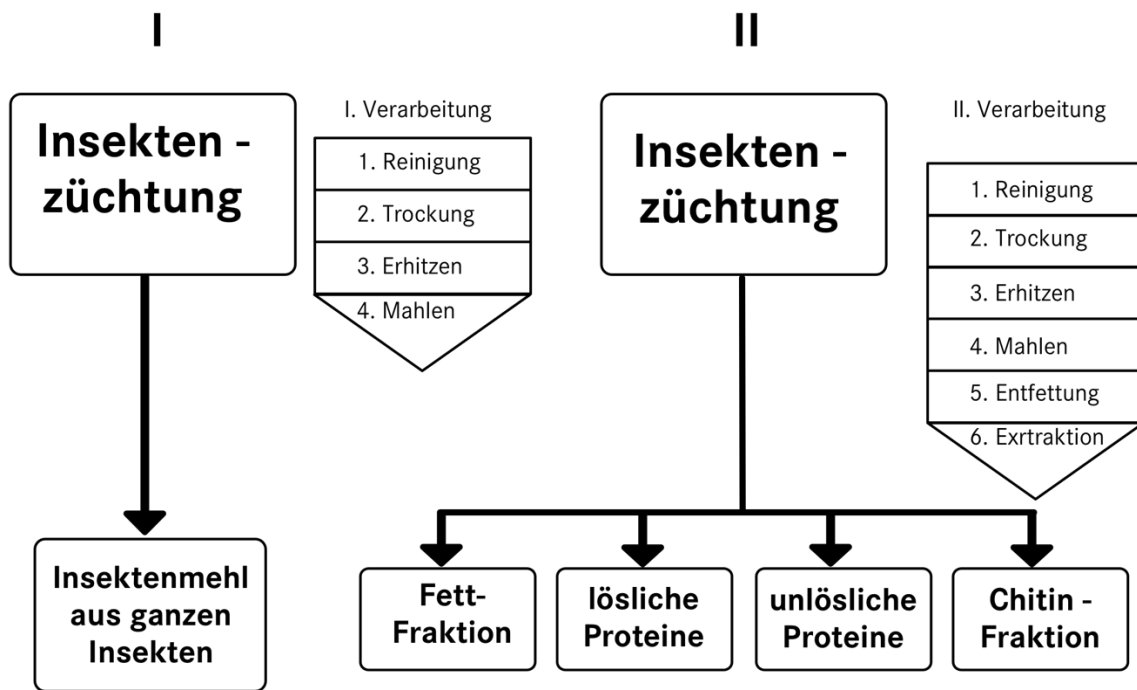 I
Insekten -
züchtung
I. Verarbeitung
1. Reinigung
2. Trockung
3. Erhitzen
4. Mahlen
Insektenmehl
aus ganzen
Insekten
II
Insekten -
züchtung
II. Verarbeitung
1. Reinigung
2. Trockung
3. Erhitzen
4. Mahlen
5. Entfettung
6. Exrtraktion
Fett-
Fraktion
lösliche
Proteine
unlösliche
Proteine
Chitin -
Fraktion